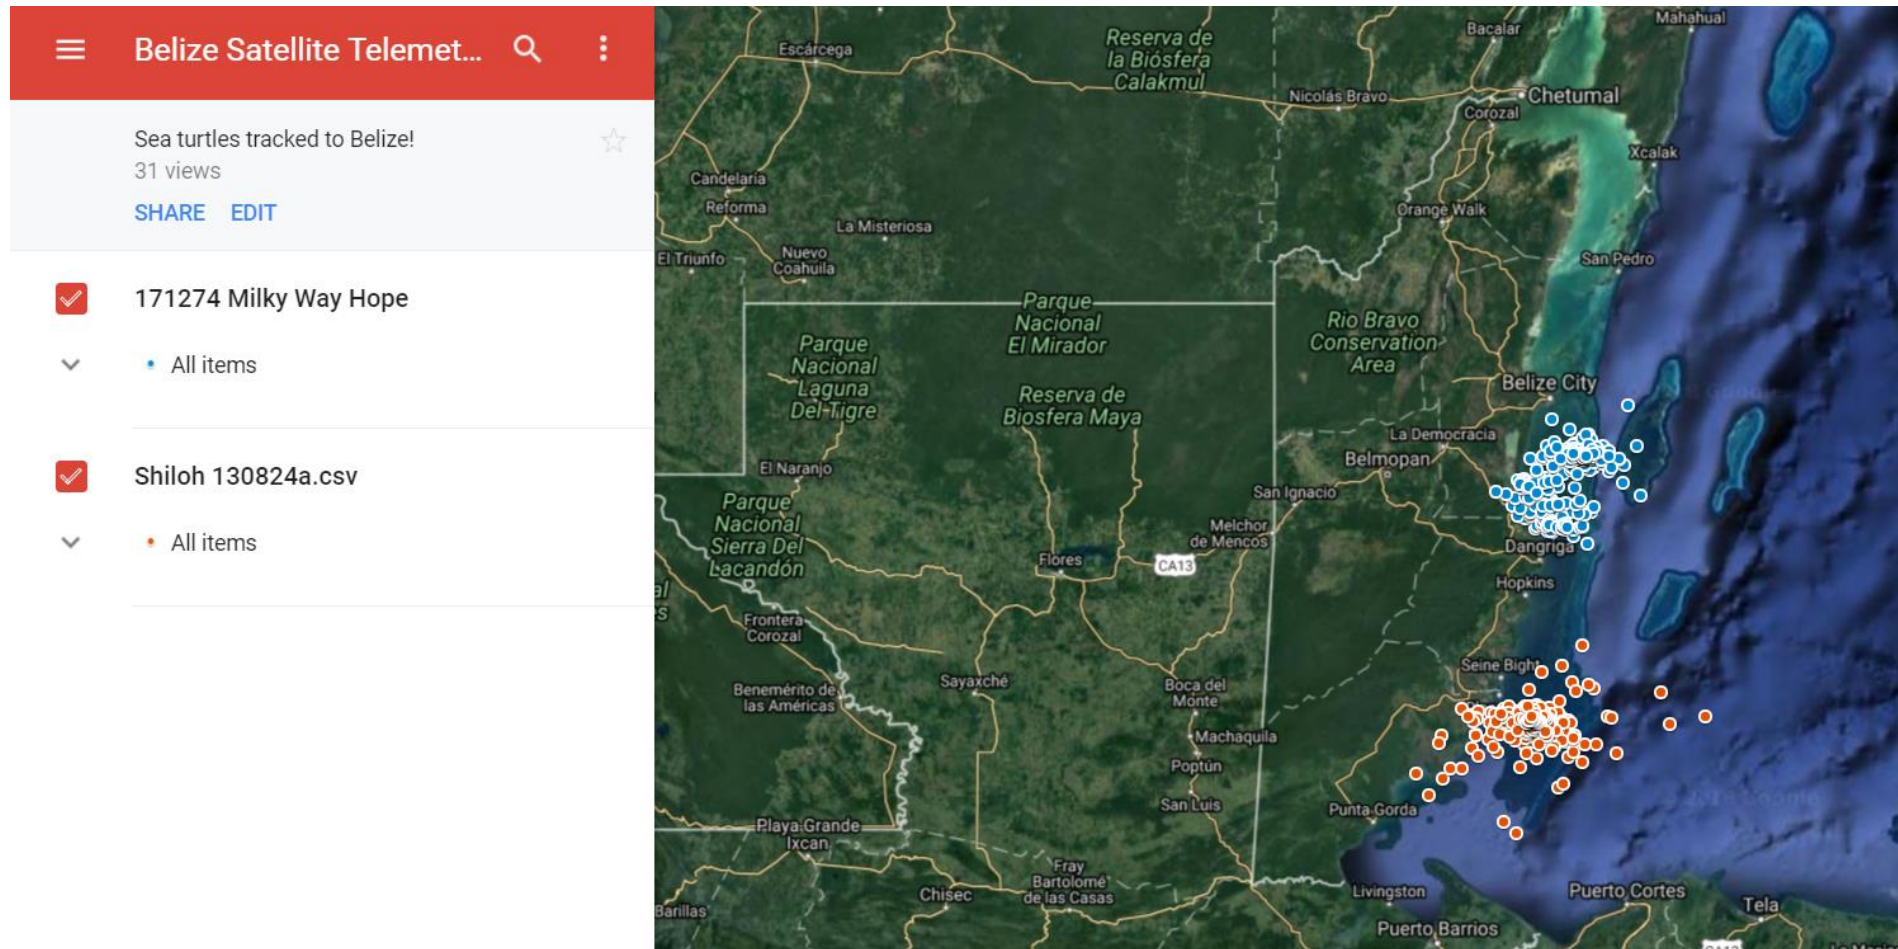 Belize Satellite Telemet...
Sea turtles tracked to Belize!
31 views
SHARE EDIT
171274 Milky Way Hope
All items
Shiloh 130824a.csv
All items
Mahahual
Bacalar
Escárcega
Reserva de
la Biósfera
Calakmul
Nicolás Bravo
Chetumal
Corozal
Xcalak
Candelaria
Reforma
La Misteriosa
Orange Walk
El Triunfo
Nuevo
Coahuila
San Pedro
Parque
Nacional
El Mirador
Rio Bravo
Conservation
Area
Parque
Nacional
Laguna
Del Tigre
Reserva de
Biosfera Maya
Belize City
La Democracia
Belmopan
El Naranjo
San Ignacio
Parque
Nacional
Sierra Del
Lacandón
Melchor
de Mencos
Dangriga
Flores
CA13
Hopkins
al
s
Frontera
Corozal
Seine Bight
Sayaxché
Boca del
Monte
Benemérito de
las Américas
Machaquila
Poptún
San Luis
Punta Gorda
Playa Grande
Ixcan
Fray
Bartolomé
de las Casas
Chisec
Livingston
Puerto Cortes
Tela
Barillas
Puerto Barrios